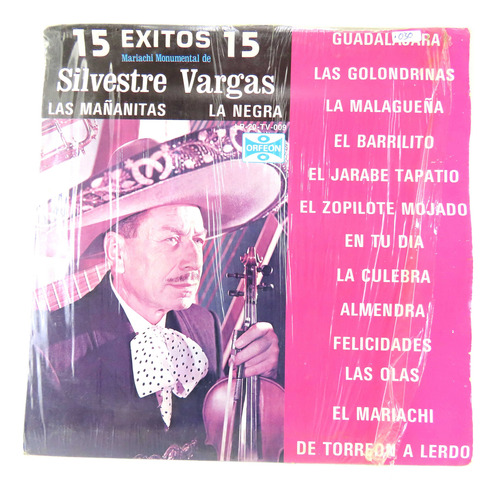 15 EXITOS 15
Mariachi Monumental de
Silvestre Vargas
LAS MAÑANITAS LA NEGRA
ORFEON
GUADALAJARA
LAS GOLONDRINAS
LA MALAGUEÑA
EL BARRILITO
EL JARABE TAPATIO
EL ZOPILOTE MOJADO
EN TU DIA
LA CULEBRA
ALMENDRA
FELICIDADES
LAS OLAS
EL MARIACHI
DE TORREON A LERDO